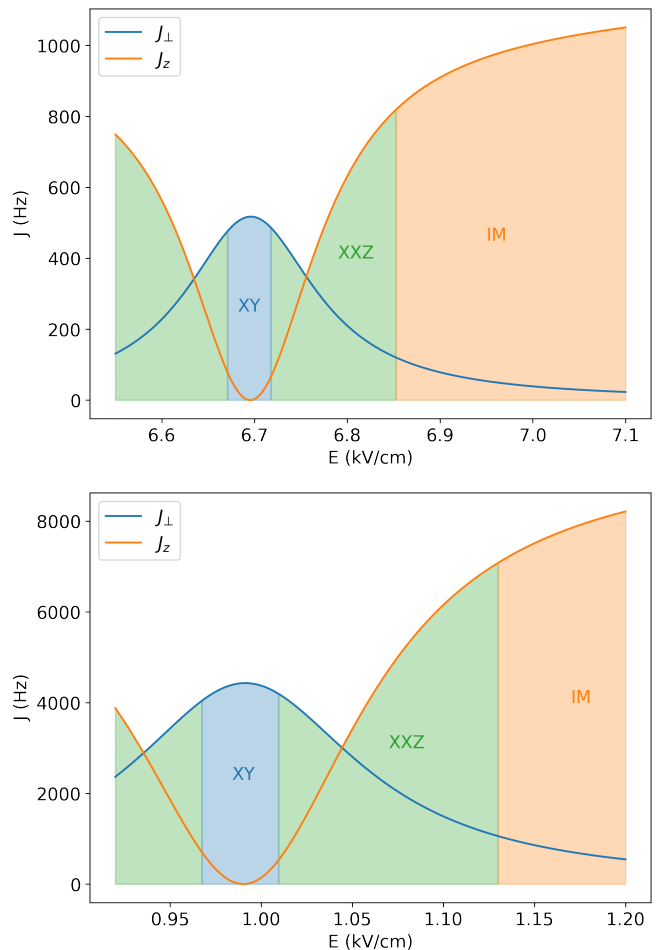 J⊥
J_z
1000
800
600
400
200
0
J (Hz)
XY
XXZ
IM
6.6 6.7 6.8 6.9 7.0 7.1
E (kV/cm)
J⊥
J_z
8000
6000
4000
2000
0
J (Hz)
XY
XXZ
IM
0.95 1.00 1.05 1.10 1.15 1.20
E (kV/cm)